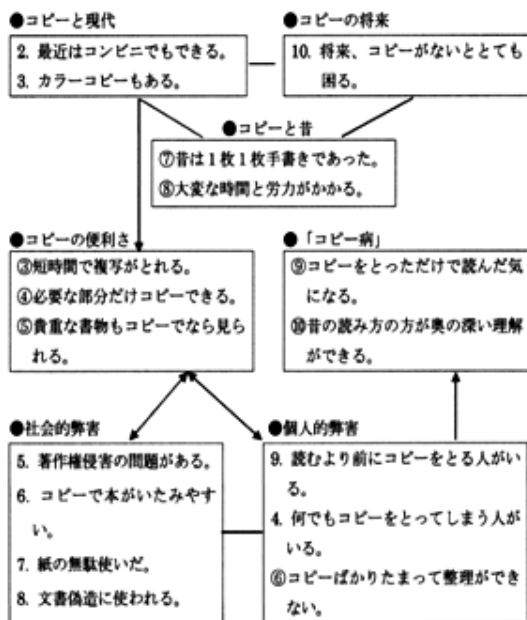 ●コピーと現代
2. 最近はコンビニでもできる。
3. カラーコピーもある。
●コピーの将来
10. 将来、コピーがないととても
困る。
●コピーと昔
⑦昔は1枚1枚手書きであった。
⑧大変な時間と労力がかかる。
●コピーの便利さ
③短時間で複写がとれる。
④必要な部分だけコピーできる。
⑤貴重な書物もコピーでなら見ら
れる。
●「コピー病」
⑨コピーをとっただけで読んだ気
になる。
⑩昔の読み方の方が奥の深い理解
ができる。
●社会的弊害
5. 著作権侵害の問題がある。
6. コピーで本がいたみやす
い。
7. 紙の無駄使いだ。
8. 文書偽造に使われる。
●個人的弊害
9. 読むより前にコピーをとる人がい
る。
4. 何でもコピーをとってしまう人が
いる。
⑥コピーばかりたまって整理ができ
ない。